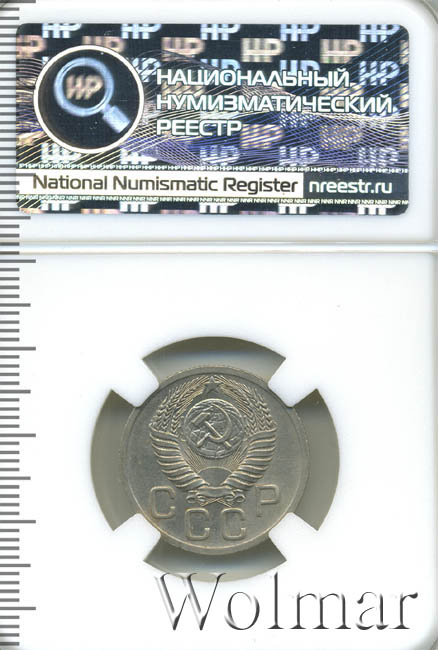 НАЦИОНАЛЬНЫЙ
НУМИЗМАТИЧЕСКИЙ
РЕЕСТР
National Numismatic Register nreestr.ru
СССР
Wolmar